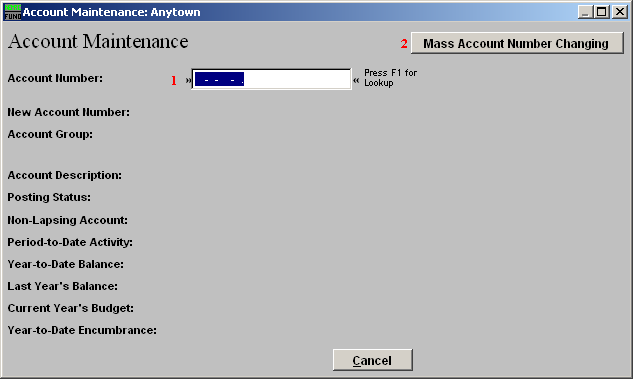 Account Maintenance: Anytown
FUND
Account Maintenance
2 Mass Account Number Changing
Account Number: 1 » - - - . « Press F1 for
Lookup
New Account Number:
Account Group:
Account Description:
Posting Status:
Non-Lapsing Account:
Period-to-Date Activity:
Year-to-Date Balance:
Last Year's Balance:
Current Year's Budget:
Year-to-Date Encumbrance:
Cancel